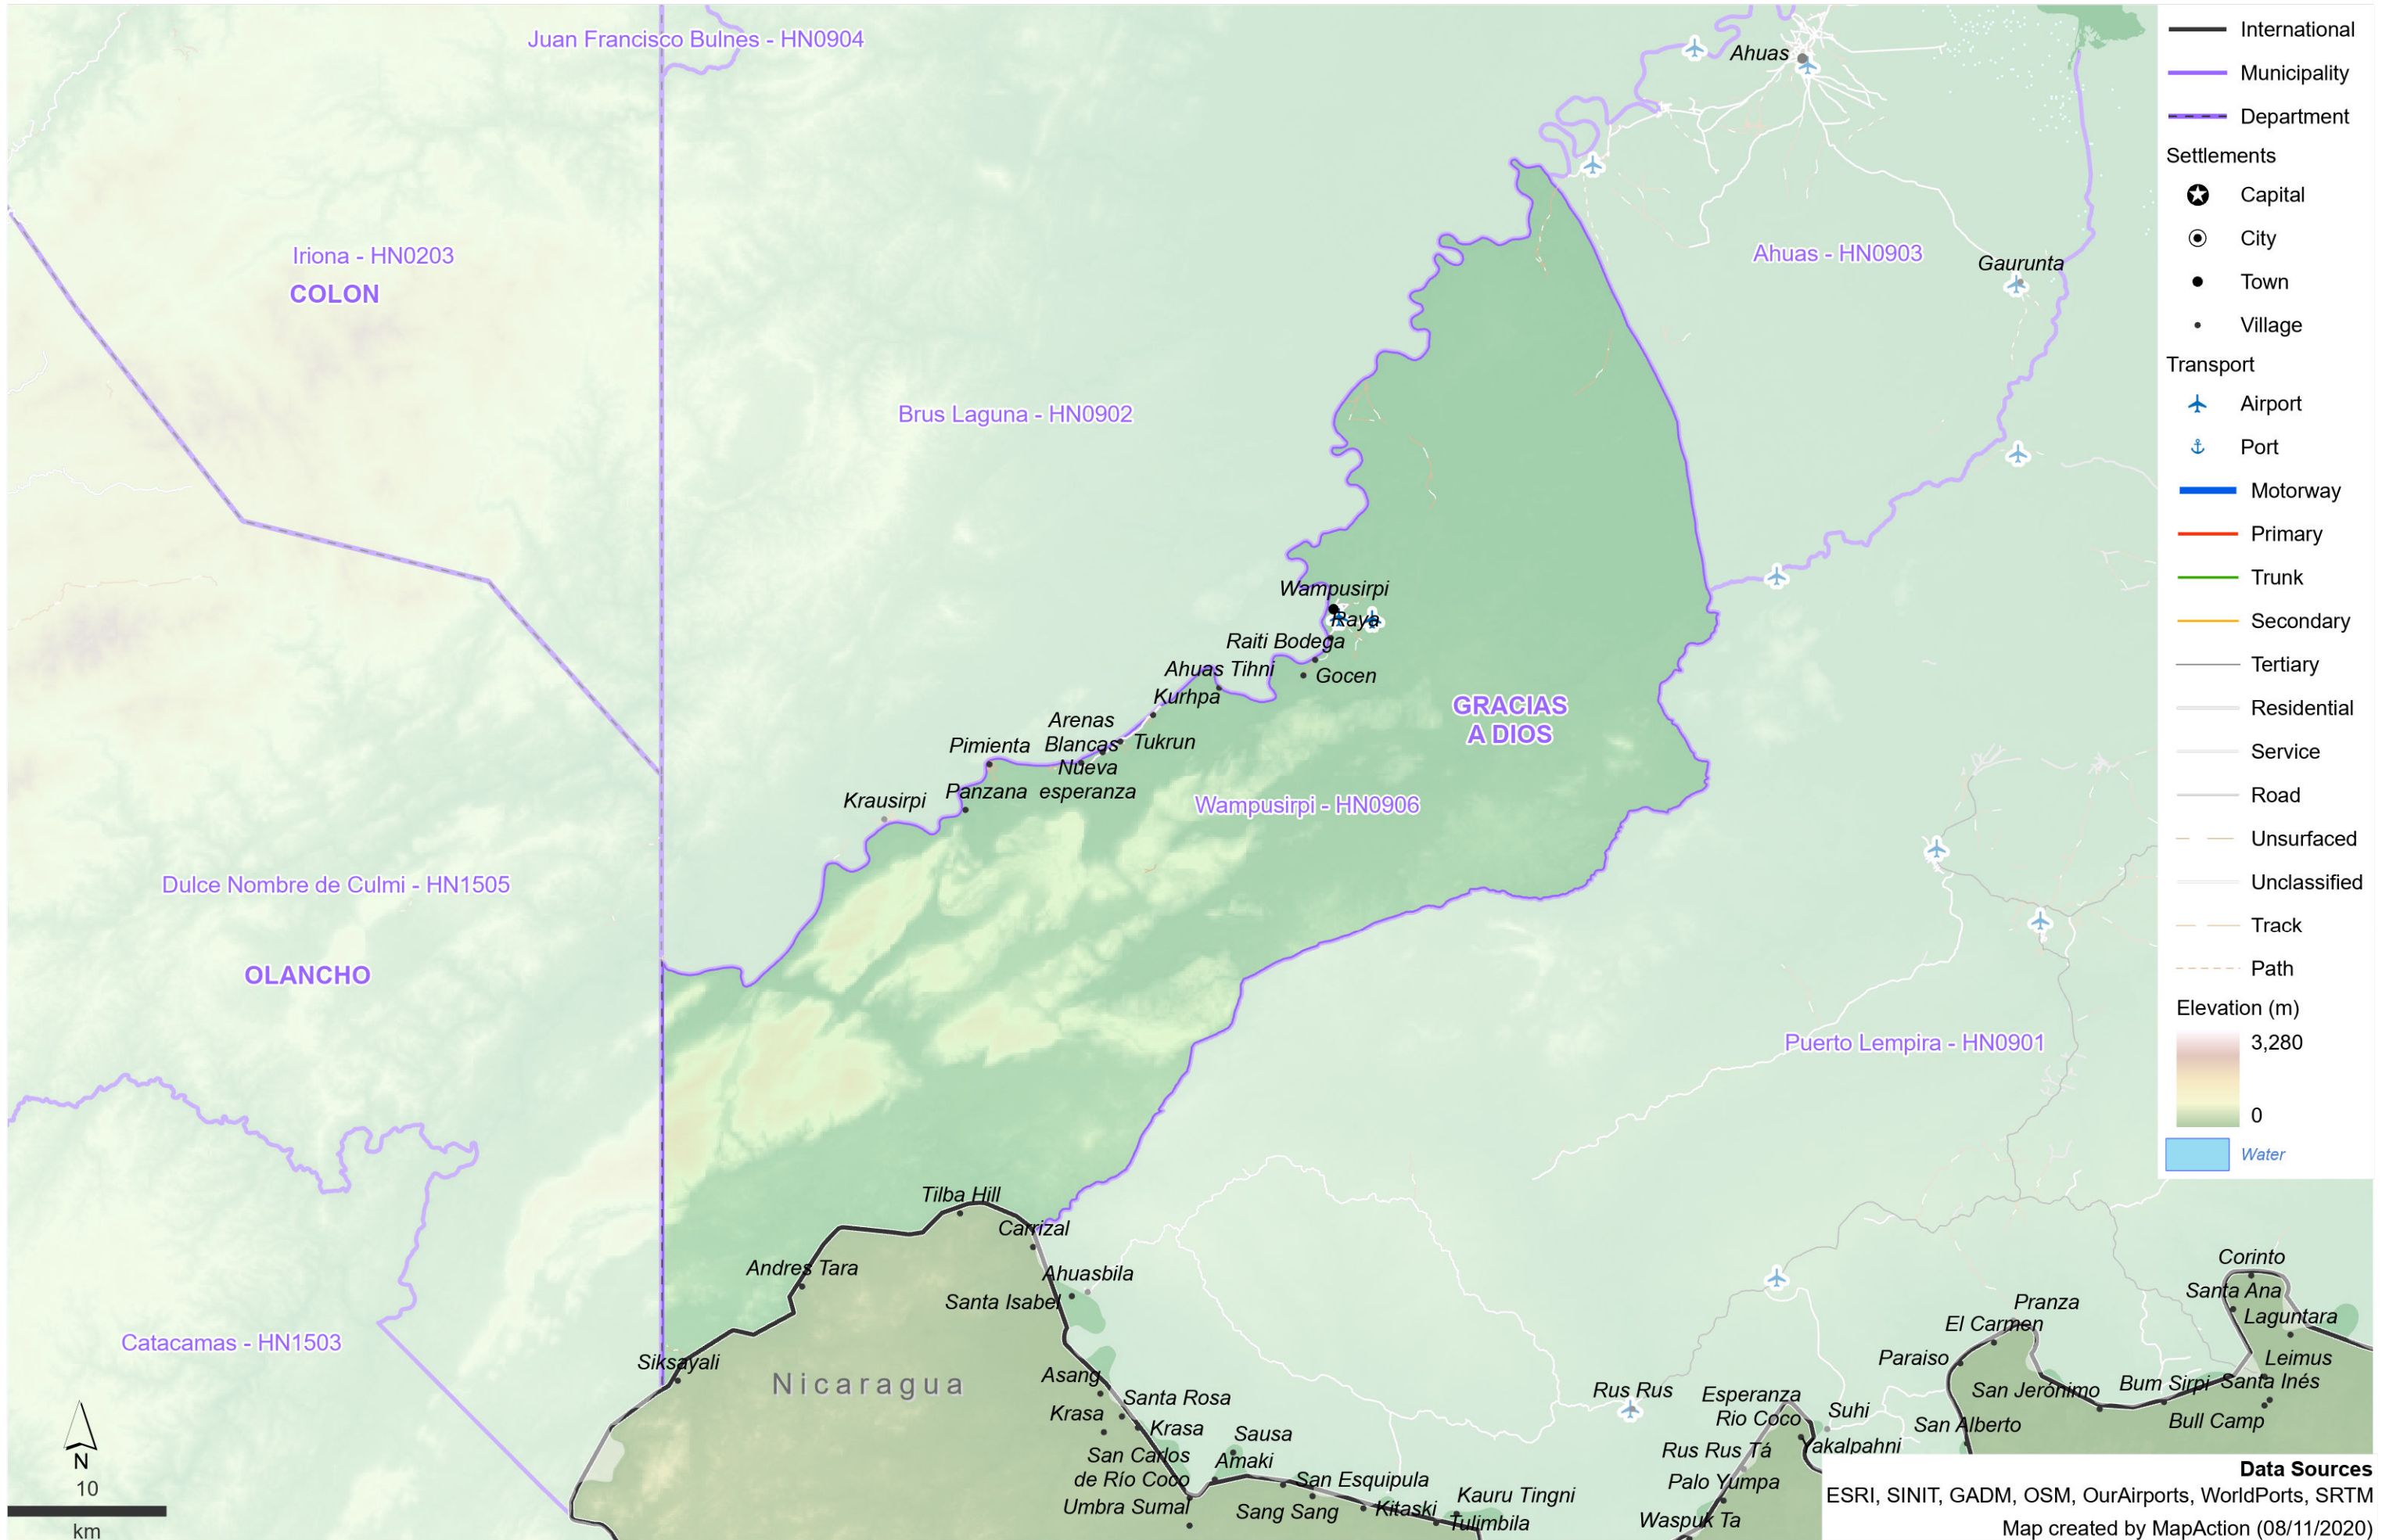 Juan Francisco Bulnes - HN0904
Ahuas
Iriona - HN0203
COLON
Ahuas - HN0903
Gaurunta
Brus Laguna - HN0902
Wampusirpi
Raya
Raiti Bodega
Ahuas Tihni
Gocen
Kurhpa
Arenas
Blancas
Tukrun
Pimienta
Nueva
esperanza
Panzana
Krausirpi
GRACIAS
A DIOS
Wampusirpi - HN0906
Dulce Nombre de Culmi - HN1505
OLANCHO
Puerto Lempira - HN0901
Tilba Hill
Carrizal
Andres Tara
Ahuasbila
Santa Isabel
Catacamas - HN1503
Siksayali
Nicaragua
Asang
Santa Rosa
Krasa
Krasa
Sausa
San Carlos
de Río Coco
Amaki
Umbra Sumal
San Esquipula
Sang Sang
Kitaski
Kauru Tingni
Tulimbila
Rus Rus
Esperanza
Rio Coco
Suhi
Yakalpahni
Rus Rus Tá
Palo Yumpa
Waspuk Ta
Corinto
Santa Ana
Laguntara
Pranza
El Carmen
Paraiso
Leimus
San Jerónimo
Bum Sirpi
Santa Inés
Bull Camp
San Alberto
N
10
km
International
Municipality
Department
Settlements
Capital
City
Town
Village
Transport
Airport
Port
Motorway
Primary
Trunk
Secondary
Tertiary
Residential
Service
Road
Unsurfaced
Unclassified
Track
Path
Elevation (m)
3,280
0
Water
Data Sources
ESRI, SINIT, GADM, OSM, OurAirports, WorldPorts, SRTM
Map created by MapAction (08/11/2020)